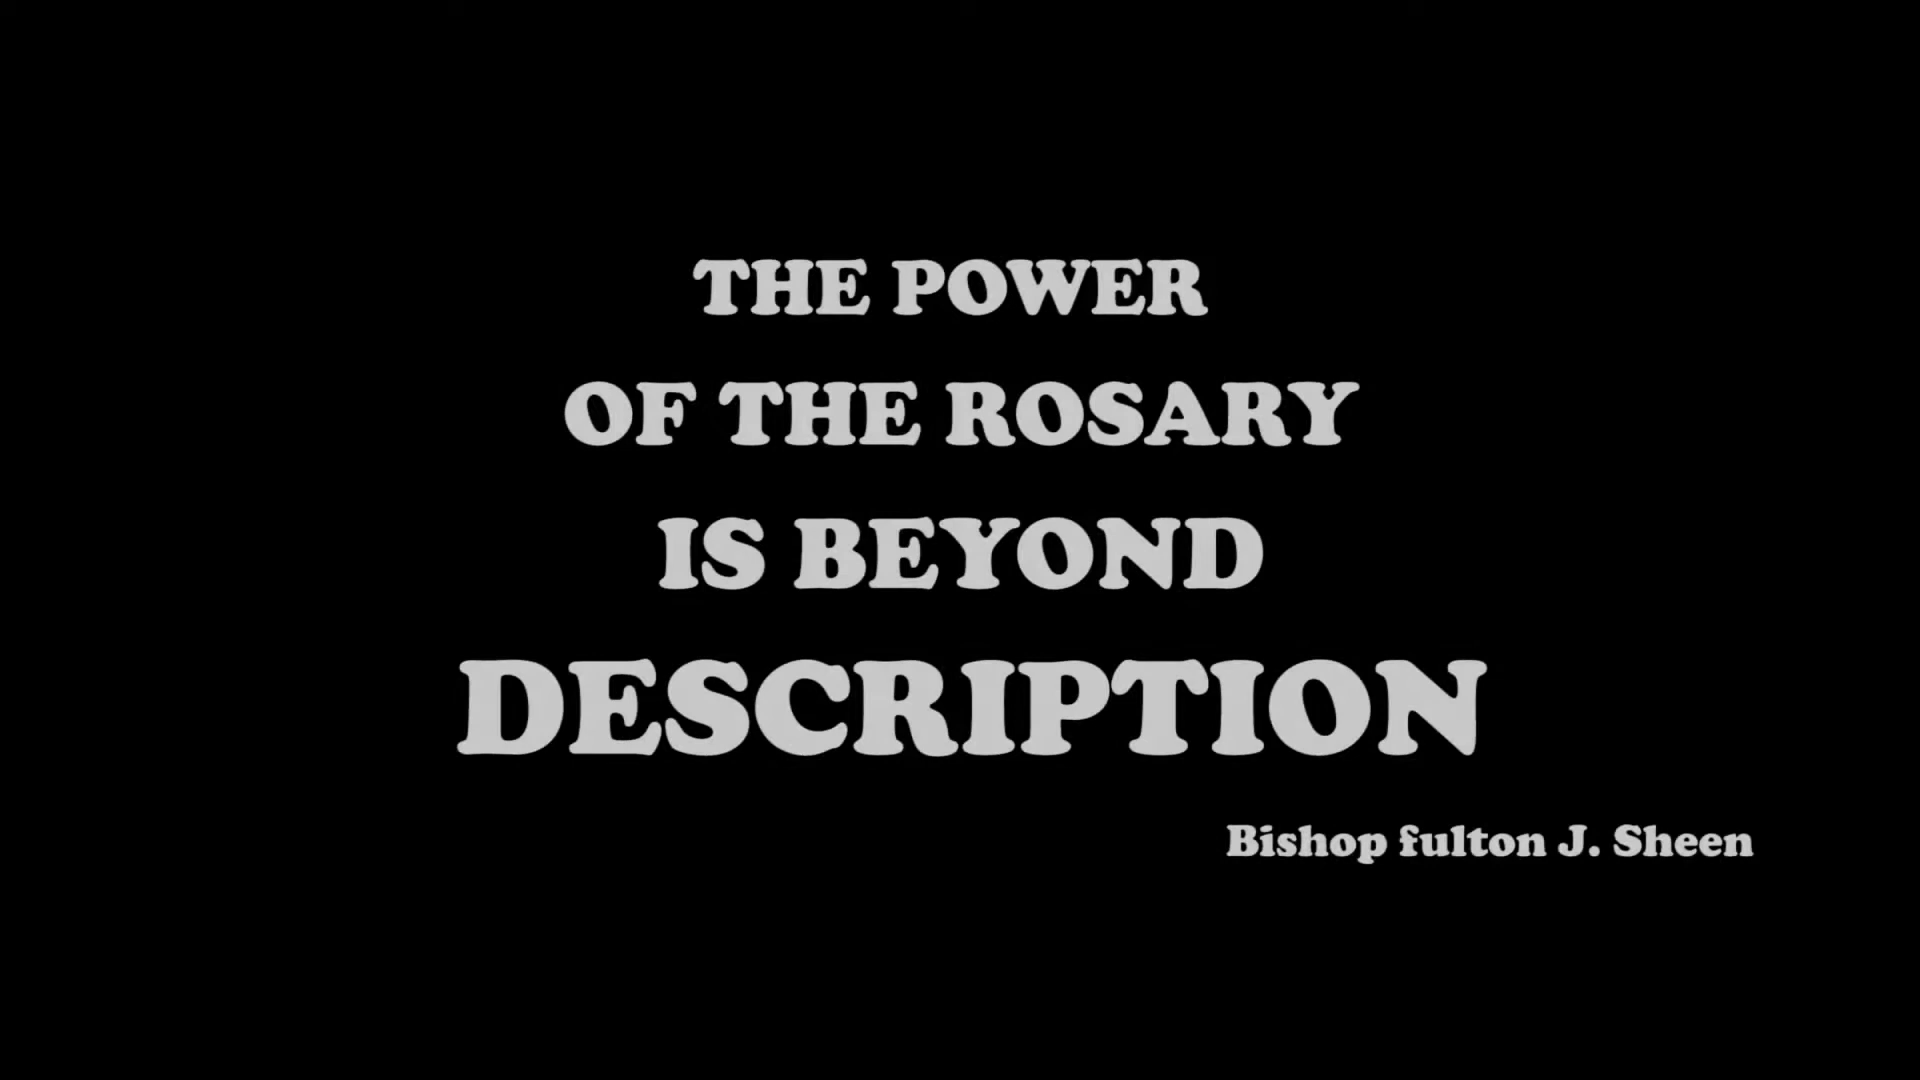 THE POWER
OF THE ROSARY
IS BEYOND
DESCRIPTION
Bishop fulton J. Sheen